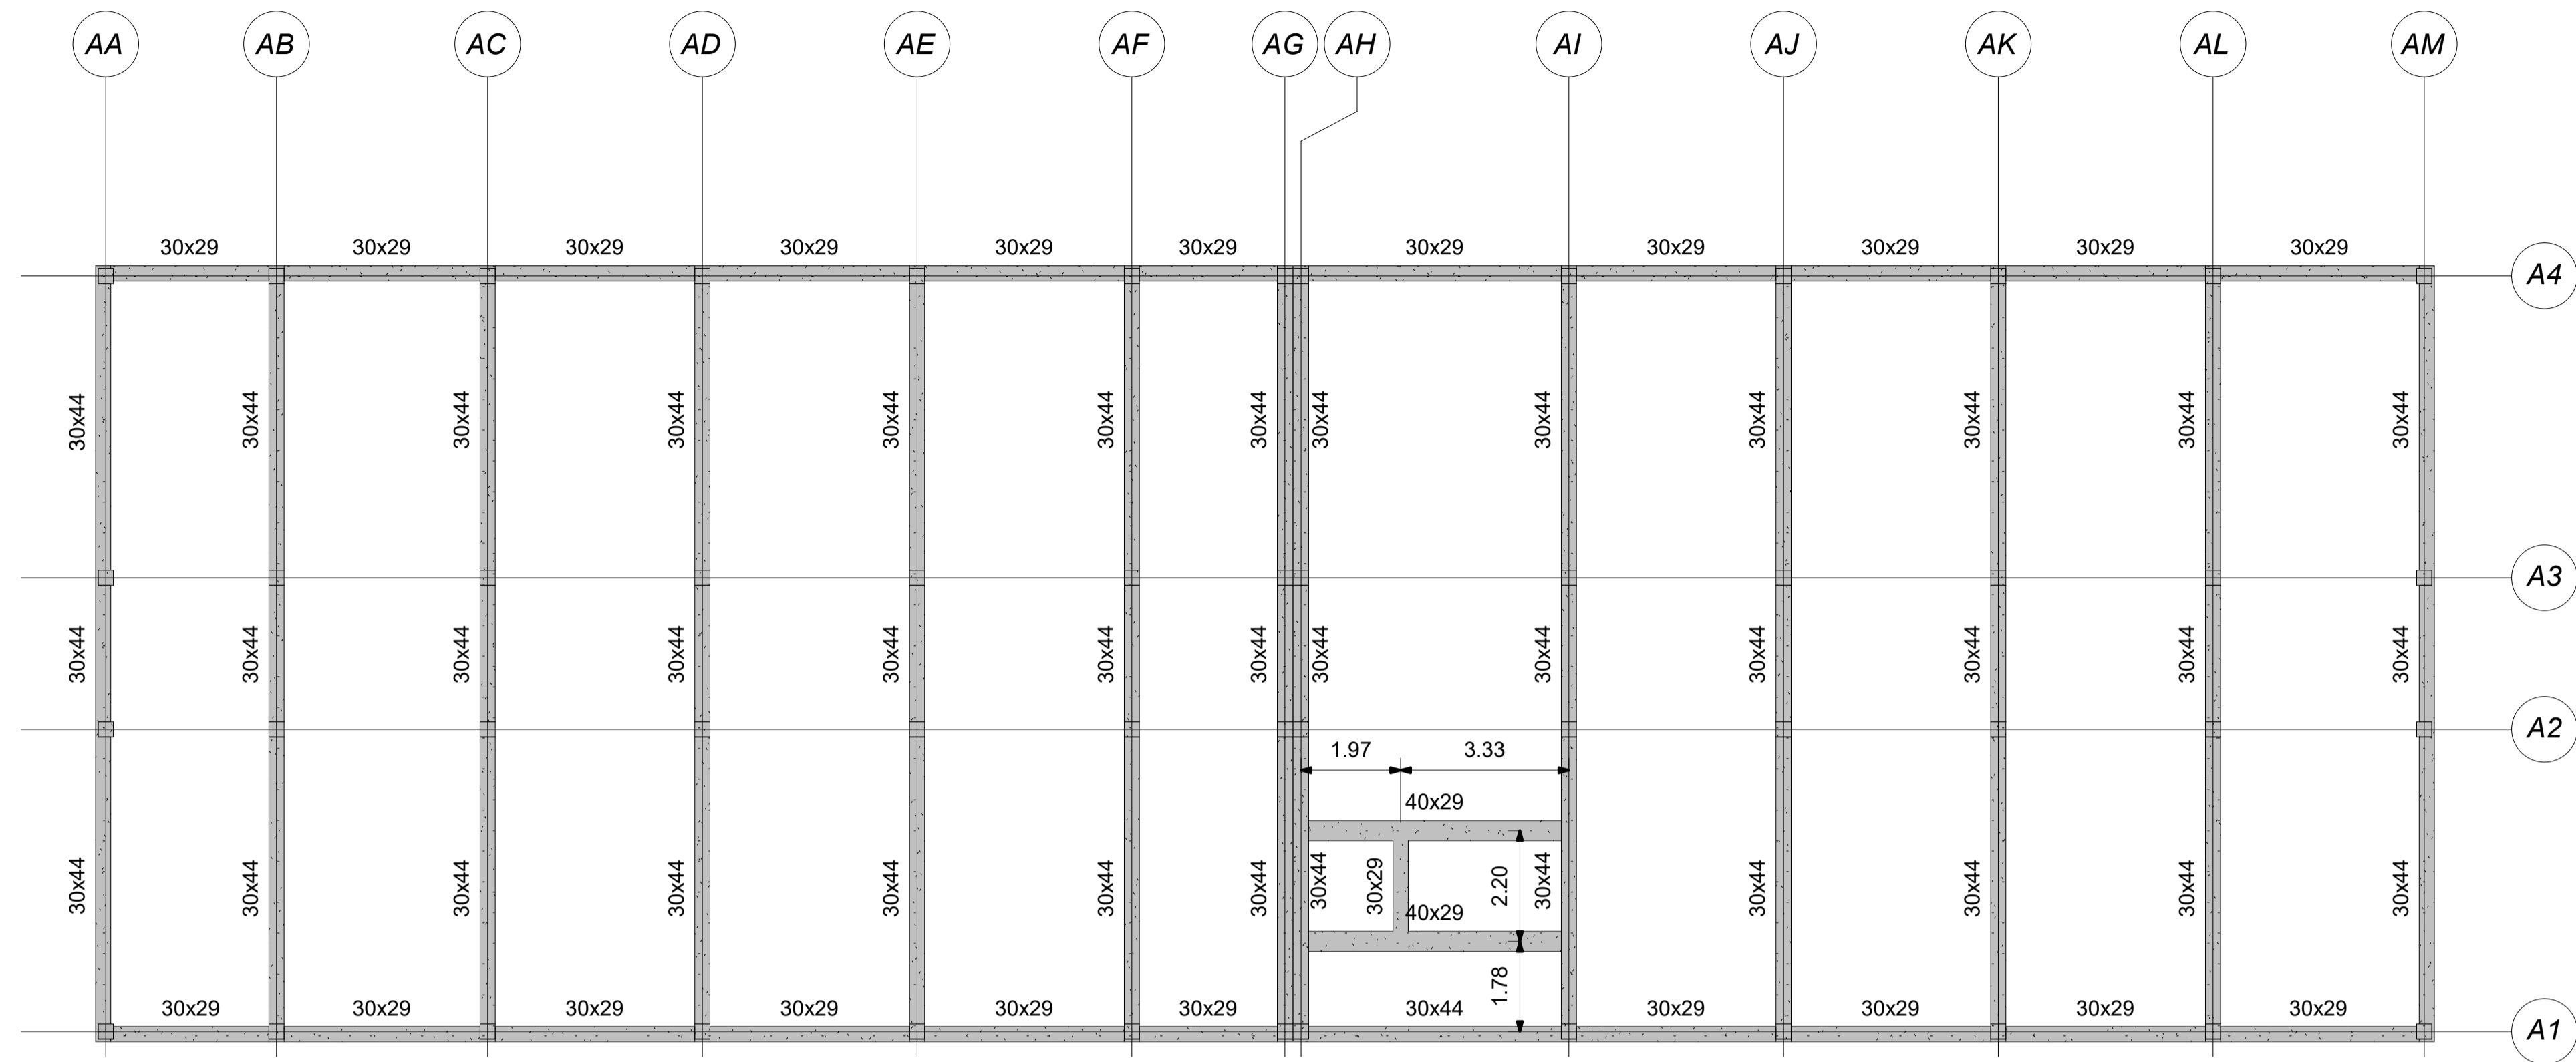 AA AB AC AD AE AF AG AH AI AJ AK AL AM
30x29 30x29 30x29 30x29 30x29 30x29 30x29 30x29 30x29 30x29 30x29
A4
30x44 30x44 30x44 30x44 30x44 30x44 30x44 30x44 30x44 30x44 30x44 30x44 30x44
A3
30x44 30x44 30x44 30x44 30x44 30x44 30x44 30x44 30x44 30x44 30x44 30x44 30x44
A2
1.97 3.33
40x29
30x44 30x44 30x44 30x44 30x44 30x44 30x44 30x44 30x29 2.20 30x44 30x44 30x44 30x44 30x44
40x29
1.78
30x29 30x29 30x29 30x29 30x29 30x29 30x44 30x29 30x29 30x29 30x29
A1